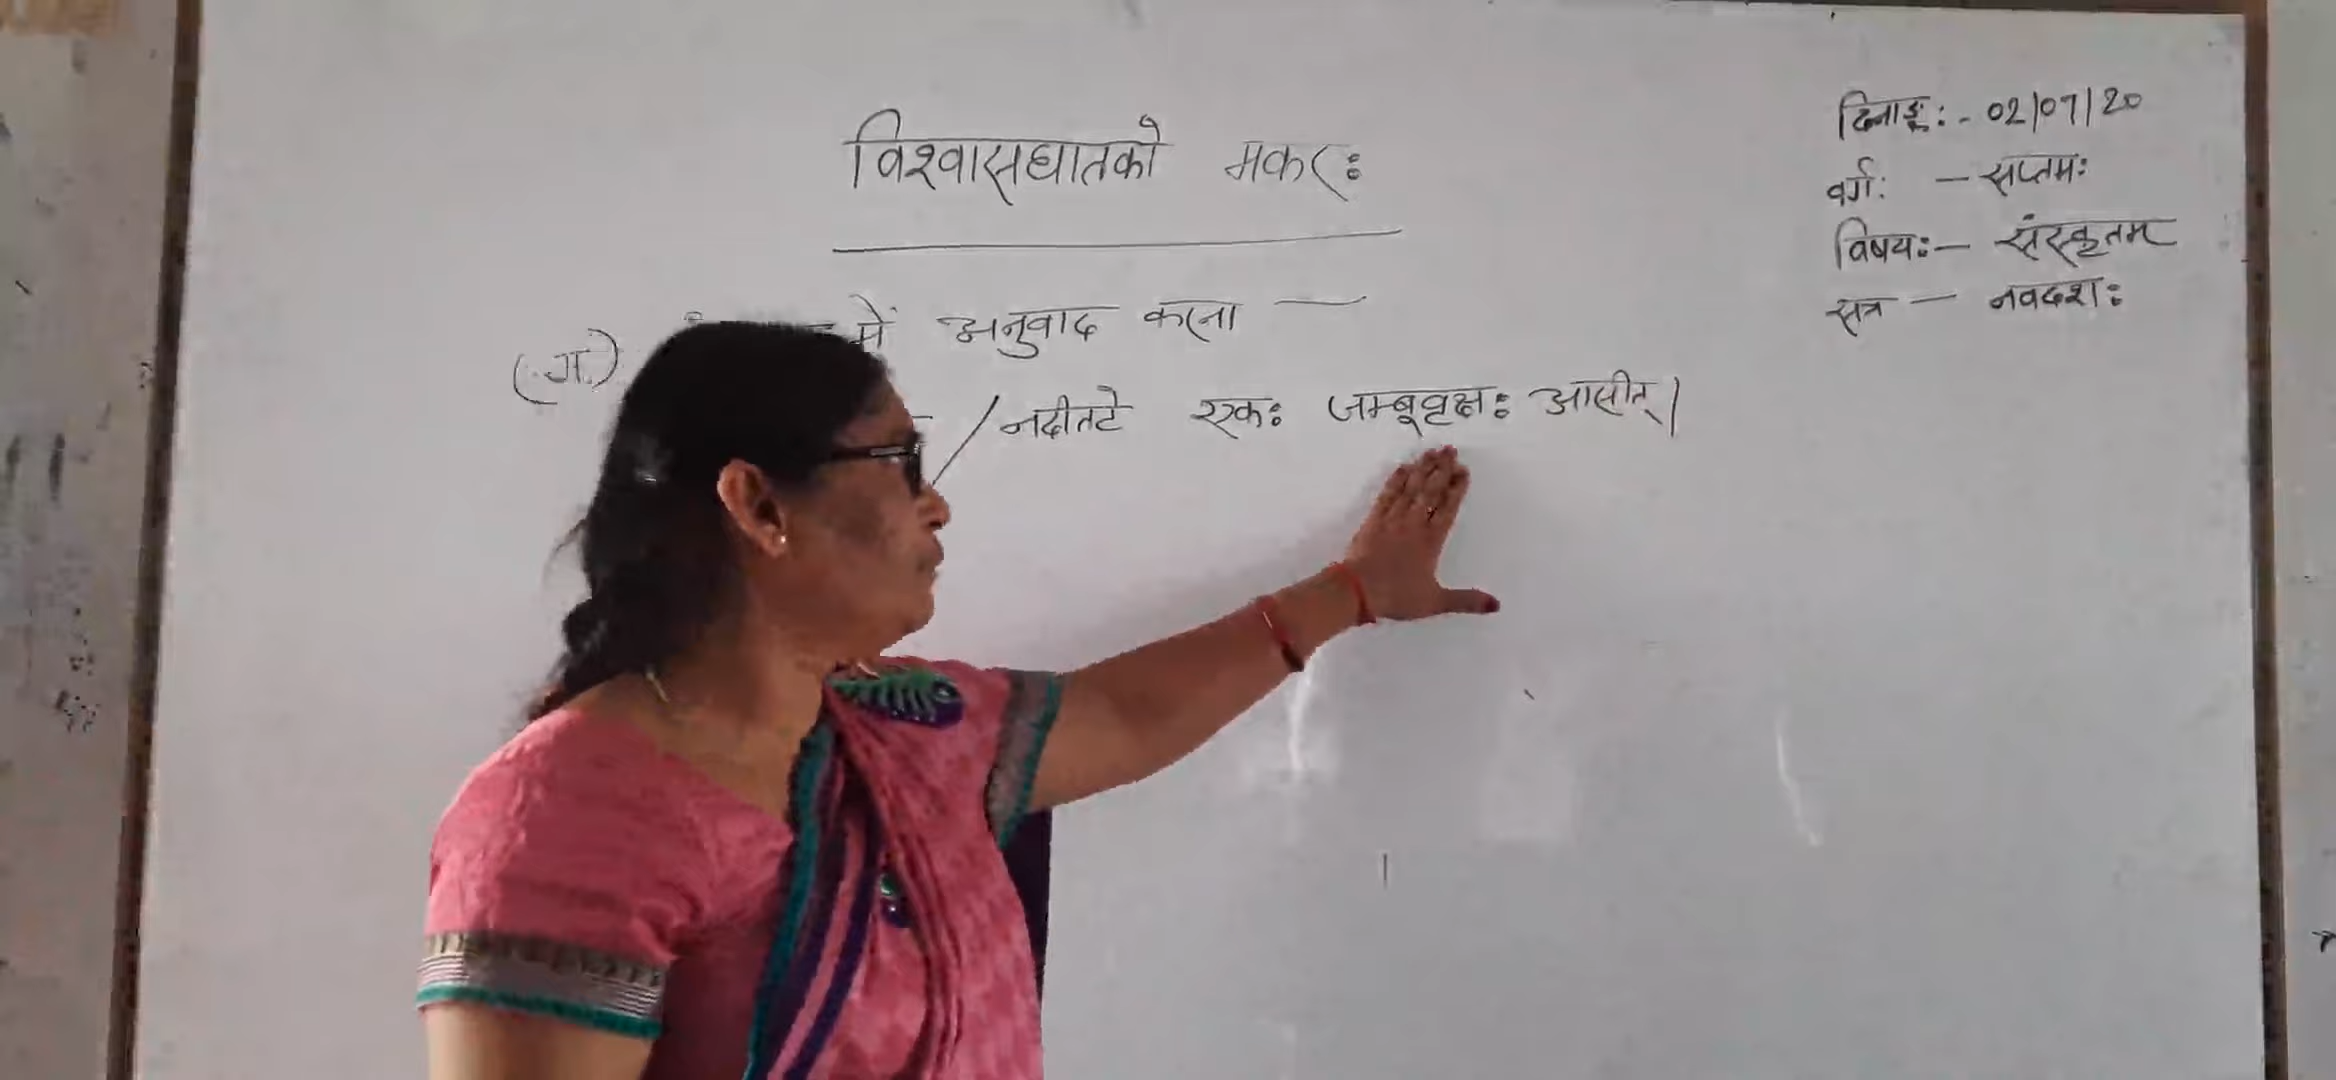 विश्वासघातको मकर:
दिनाङ्क: - 02/07/20
वर्ग: - सप्तम:
विषय: - संस्कृतम
सत्र - नवदश:
(ग) में अनुवाद करना -
/ नदीतटे एक: जम्बूवृक्ष: आसीत्।